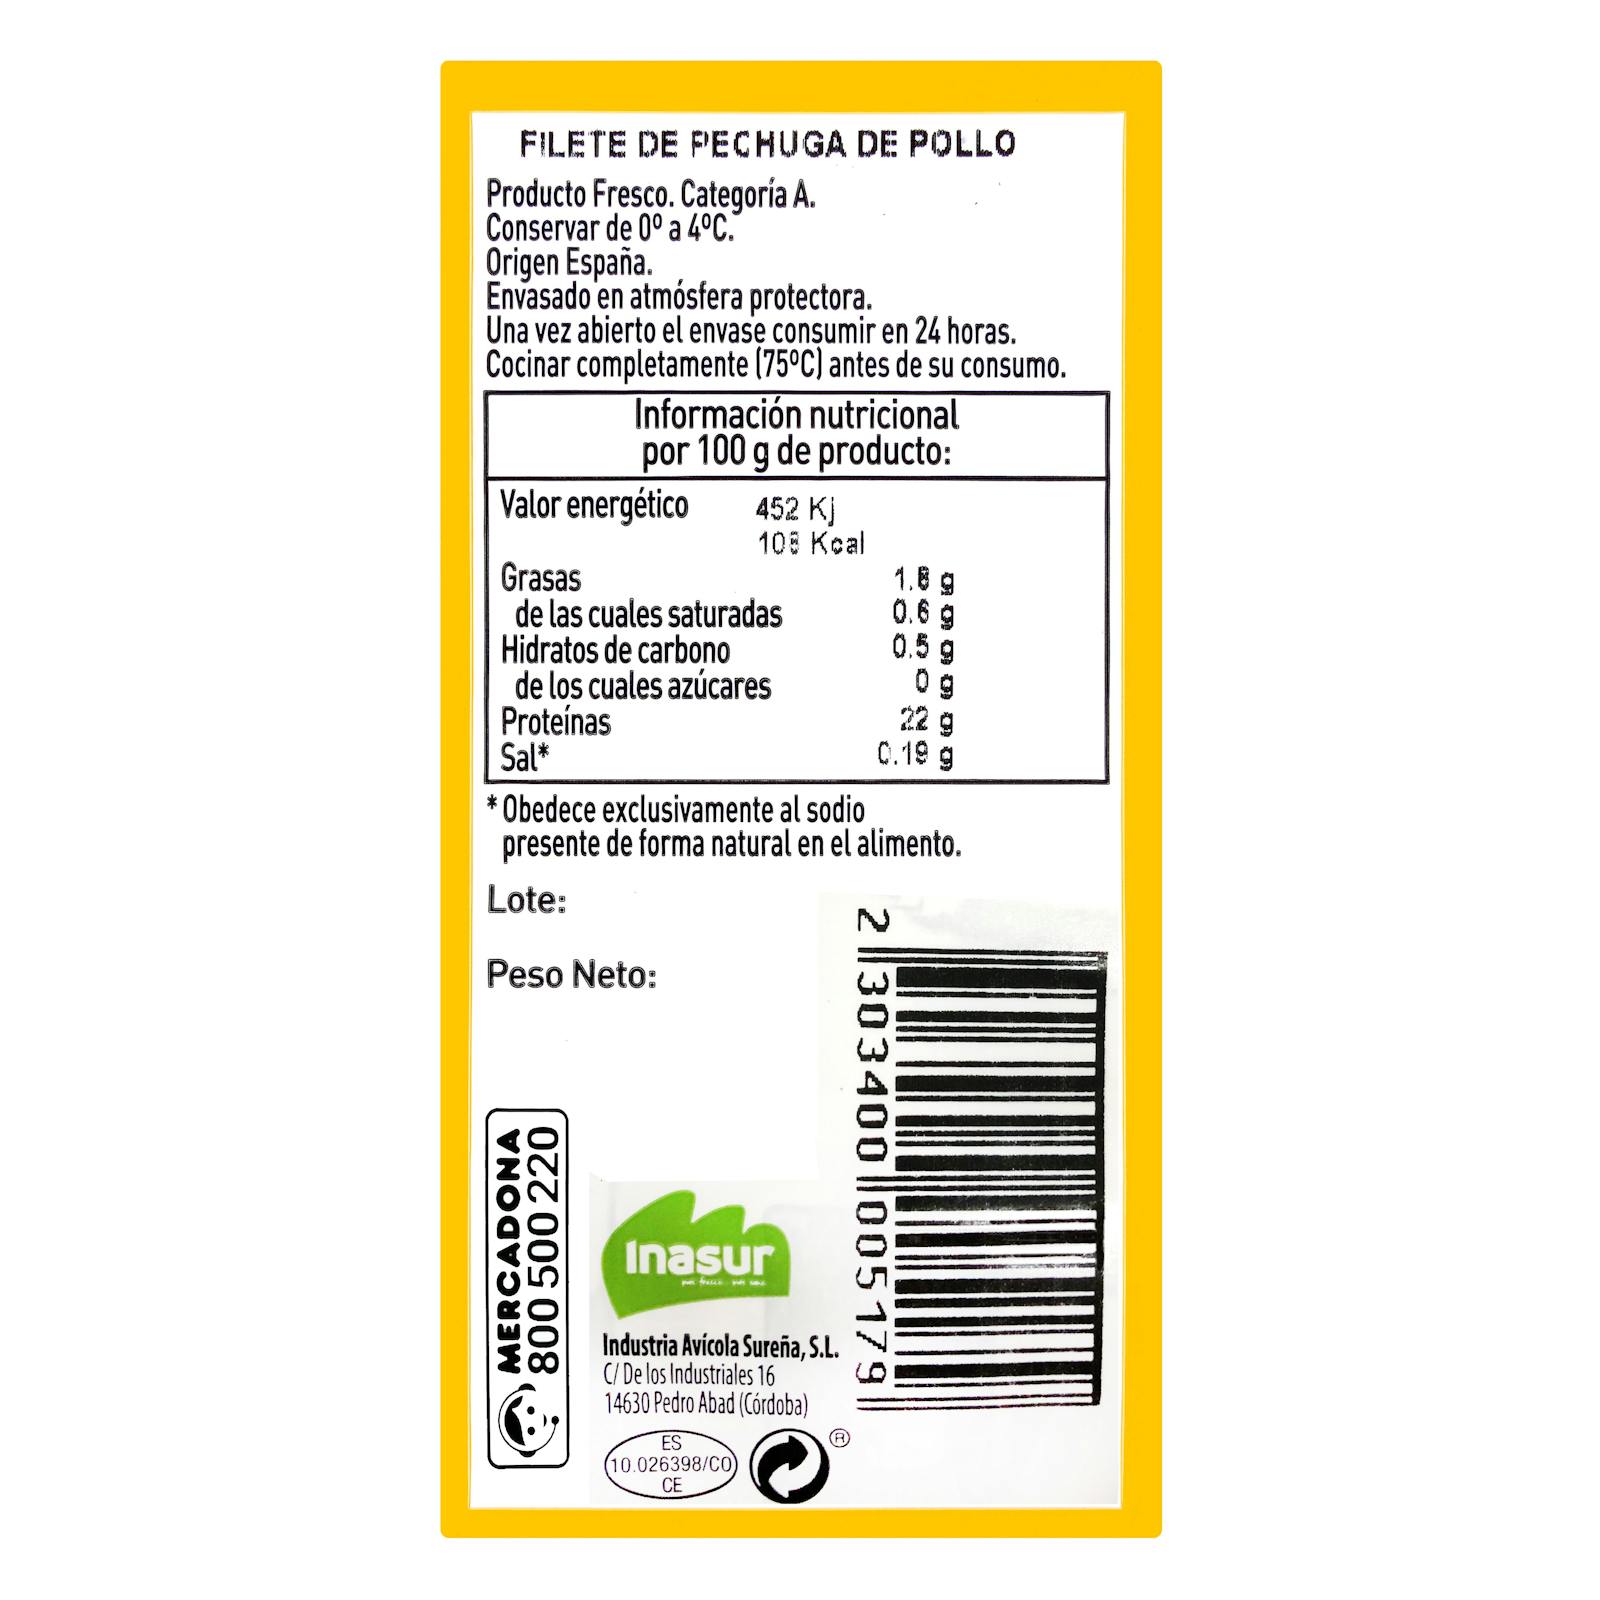 FILETE DE PECHUGA DE POLLO
Producto Fresco. Categoría A.
Conservar de 0º a 4ºC.
Origen España.
Envasado en atmósfera protectora.
Una vez abierto el envase consumir en 24 horas.
Cocinar completamente (75ºC) antes de su consumo.
Información nutricional
por 100 g de producto:
Valor energético 452 Kj
108 Kcal
Grasas 1.8 g
de las cuales saturadas 0.6 g
Hidratos de carbono 0.5 g
de los cuales azúcares 0 g
Proteínas 22 g
Sal* 0.19 g
* Obedece exclusivamente al sodio
presente de forma natural en el alimento.
Lote:
Peso Neto:
2 303400 005179
MERCADONA
800 500 220
Inasur
Industria Avícola Sureña, S.L.
C/ De los Industriales 16
14630 Pedro Abad (Córdoba)
ES
10.026398/CO
CE
®